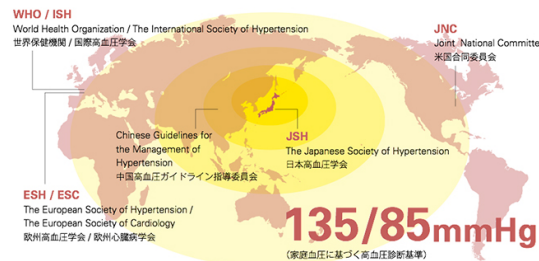 WHO / ISH
World Health Organization / The International Society of Hypertension
世界保健機関 / 国際高血圧学会
JNC
Joint National Committe
米国合同委員会
Chinese Guidelines for
the Management of
Hypertension
中国高血圧ガイドライン指導委員会
JSH
The Japanese Society of Hypertension
日本高血圧学会
ESH / ESC
The European Society of Hypertension /
The European Society of Cardiology
欧州高血圧学会 / 欧州心臓病学会
135/85mmHg
（家庭血圧に基づく高血圧診断基準）